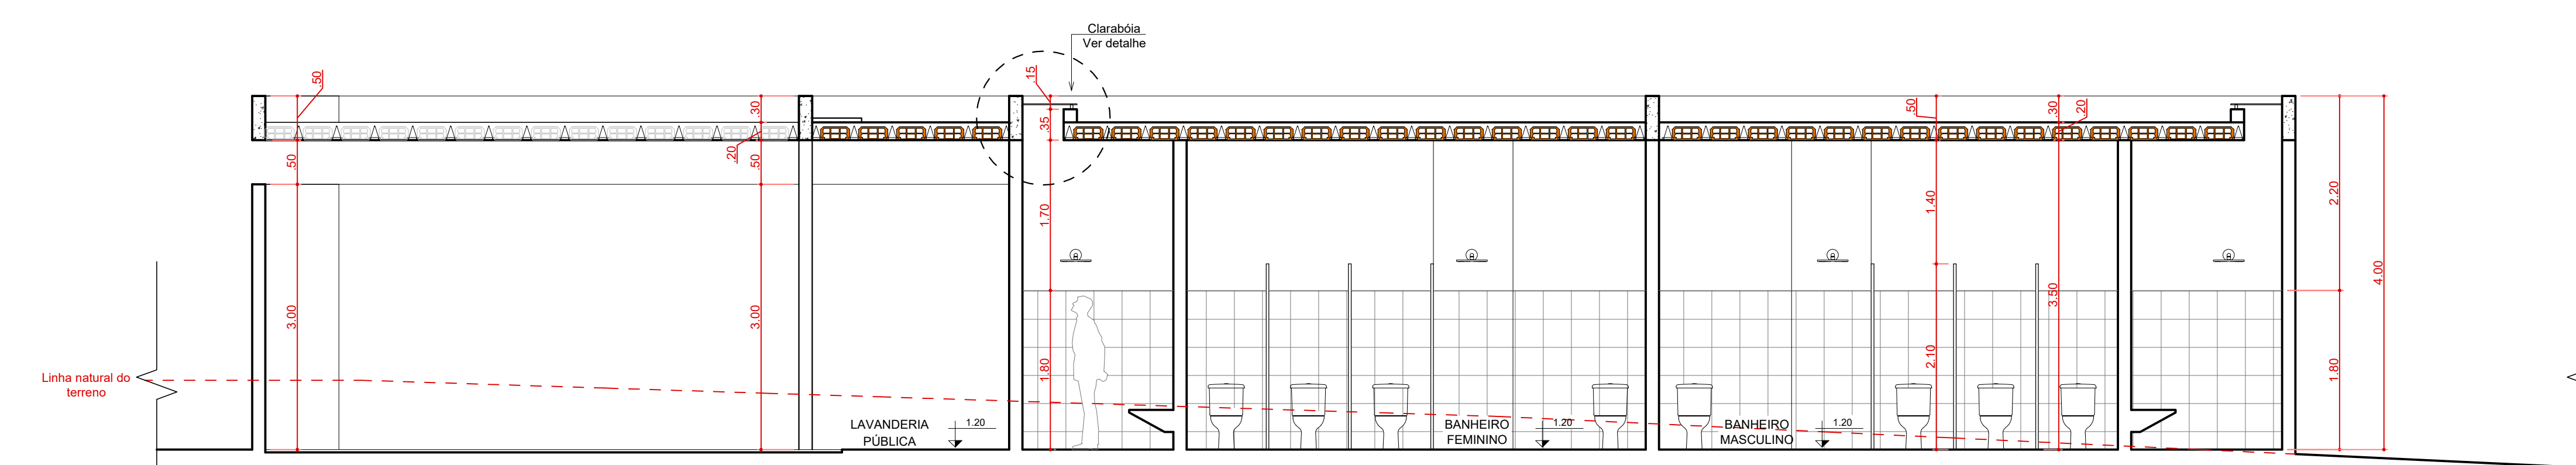 Clarabóia
Ver detalhe
.50
.30
.15
.35
.50
.30
.20
.50
.20
.50
1.70
1.40
2.20
4.00
3.00
3.00
1.80
2.10
3.50
1.80
Linha natural do
terreno
LAVANDERIA
PÚBLICA
1.20
BANHEIRO
FEMININO
1.20
BANHEIRO
MASCULINO
1.20